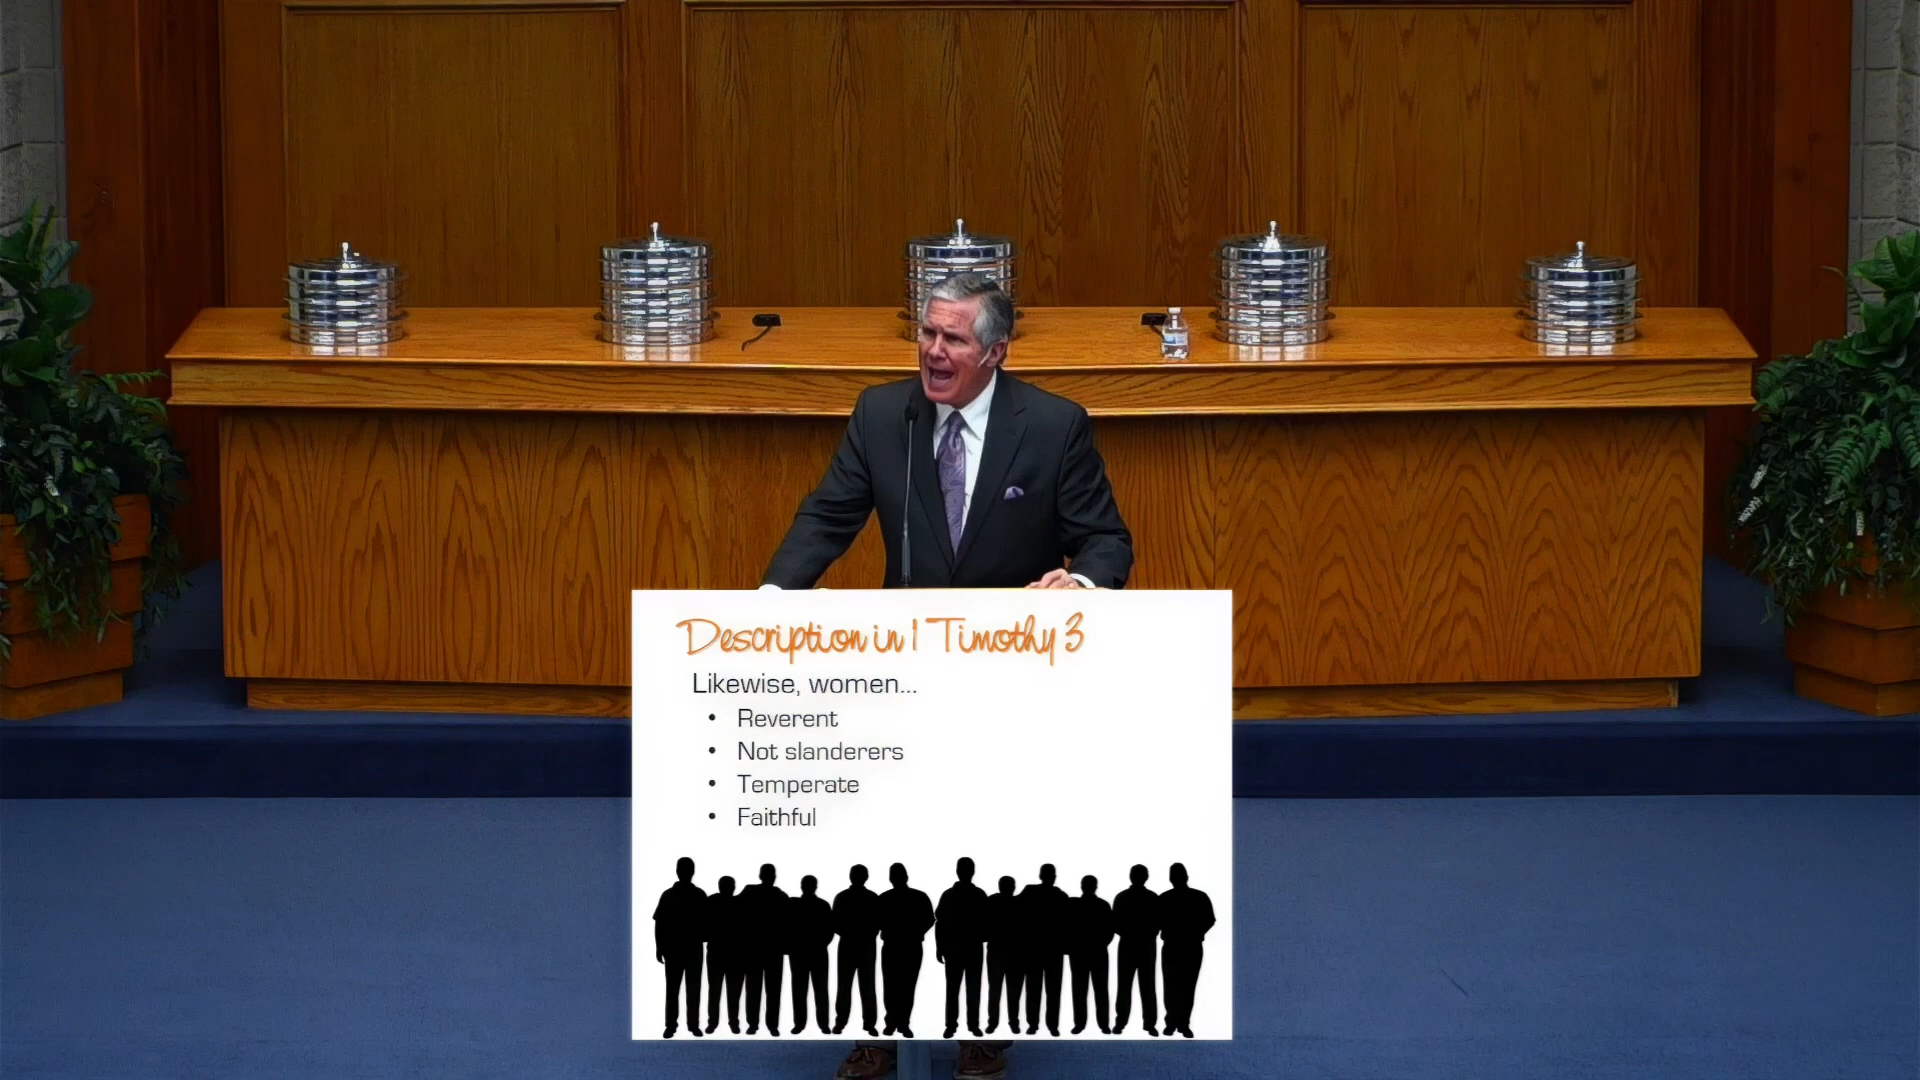 Description in 1 Timothy 3
Likewise, women...
• Reverent
• Not slanderers
• Temperate
• Faithful